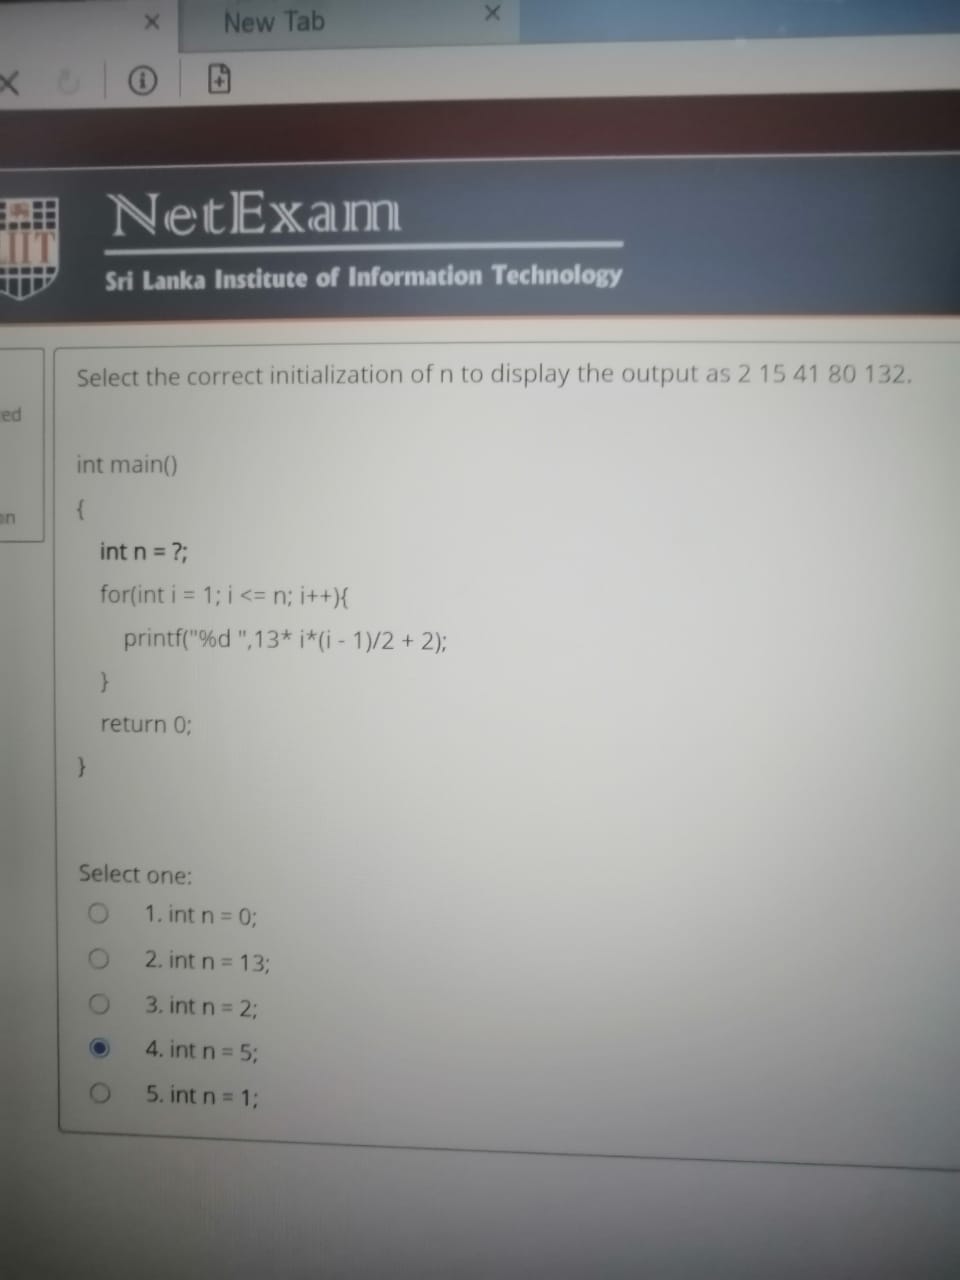 New Tab
NetExam
IIT
Sri Lanka Institute of Information Technology
Select the correct initialization of n to display the output as 2 15 41 80 132.
int main()
{
int n = ?;
for(int i = 1; i <= n; i++){
printf("%d ",13* i*(i - 1)/2 + 2);
}
return 0;
}
Select one:
1. int n = 0;
2. int n = 13;
3. int n = 2;
4. int n = 5;
5. int n = 1;